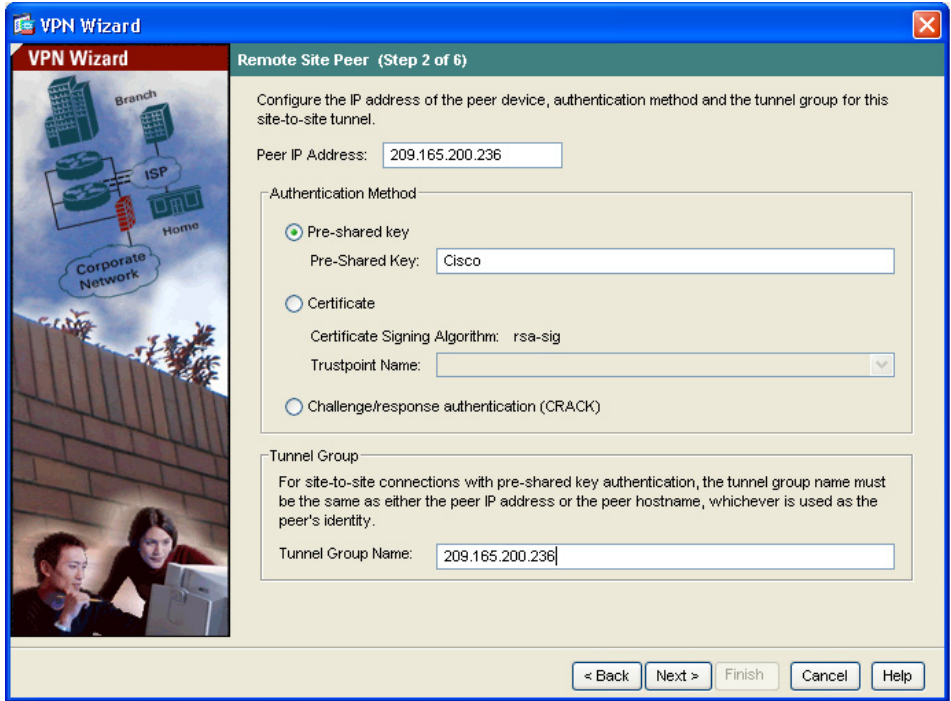 VPN Wizard
VPN Wizard
Branch
ISP
Home
Corporate
Network
Remote Site Peer (Step 2 of 6)
Configure the IP address of the peer device, authentication method and the tunnel group for this
site-to-site tunnel.
Peer IP Address: 209.165.200.236
Authentication Method
Pre-shared key
Pre-Shared Key: Cisco
Certificate
Certificate Signing Algorithm: rsa-sig
Trustpoint Name:
Challenge/response authentication (CRACK)
Tunnel Group
For site-to-site connections with pre-shared key authentication, the tunnel group name must
be the same as either the peer IP address or the peer hostname, whichever is used as the
peer's identity.
Tunnel Group Name: 209.165.200.236
< Back Next > Finish Cancel Help